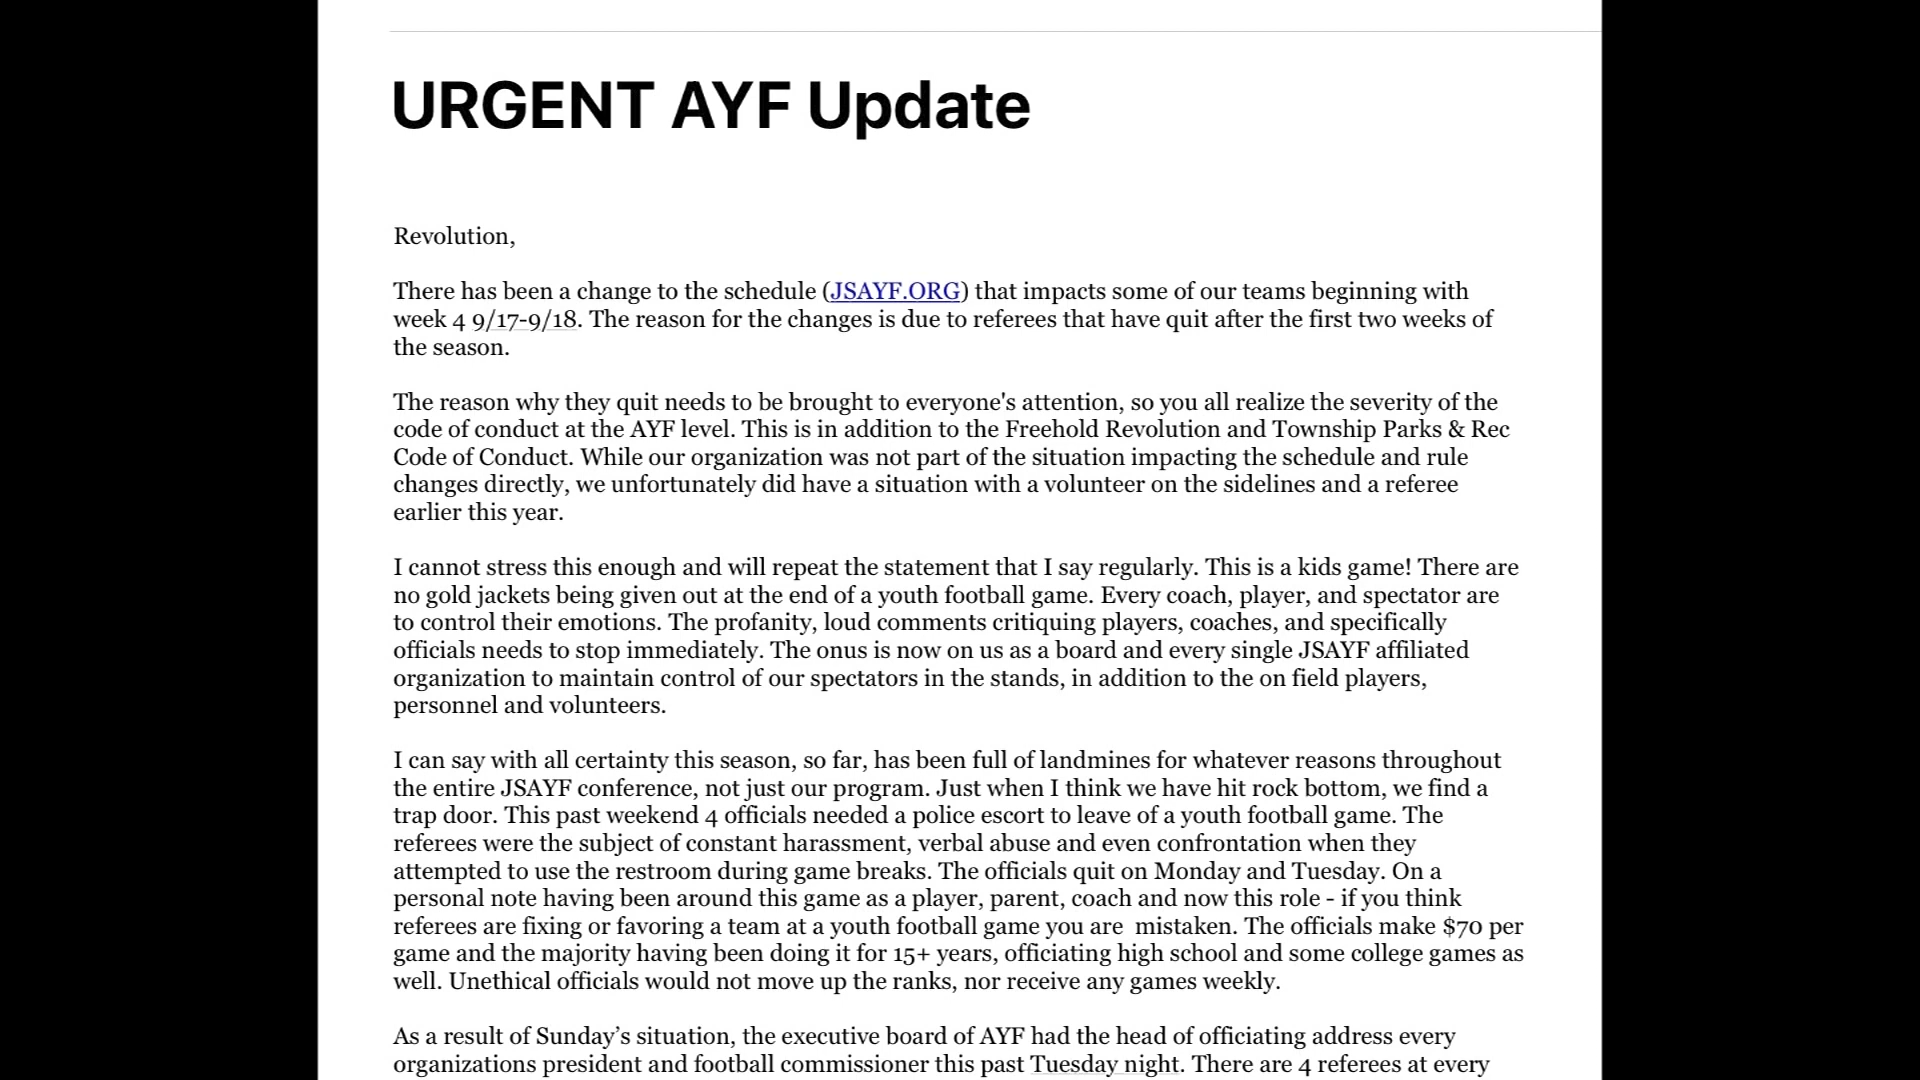 URGENT AYF Update
Revolution,
There has been a change to the schedule (JSAYF.ORG) that impacts some of our teams beginning with
week 4 9/17-9/18. The reason for the changes is due to referees that have quit after the first two weeks of
the season.
The reason why they quit needs to be brought to everyone's attention, so you all realize the severity of the
code of conduct at the AYF level. This is in addition to the Freehold Revolution and Township Parks & Rec
Code of Conduct. While our organization was not part of the situation impacting the schedule and rule
changes directly, we unfortunately did have a situation with a volunteer on the sidelines and a referee
earlier this year.
I cannot stress this enough and will repeat the statement that I say regularly. This is a kids game! There are
no gold jackets being given out at the end of a youth football game. Every coach, player, and spectator are
to control their emotions. The profanity, loud comments critiquing players, coaches, and specifically
officials needs to stop immediately. The onus is now on us as a board and every single JSAYF affiliated
organization to maintain control of our spectators in the stands, in addition to the on field players,
personnel and volunteers.
I can say with all certainty this season, so far, has been full of landmines for whatever reasons throughout
the entire JSAYF conference, not just our program. Just when I think we have hit rock bottom, we find a
trap door. This past weekend 4 officials needed a police escort to leave of a youth football game. The
referees were the subject of constant harassment, verbal abuse and even confrontation when they
attempted to use the restroom during game breaks. The officials quit on Monday and Tuesday. On a
personal note having been around this game as a player, parent, coach and now this role - if you think
referees are fixing or favoring a team at a youth football game you are  mistaken. The officials make $70 per
game and the majority having been doing it for 15+ years, officiating high school and some college games as
well. Unethical officials would not move up the ranks, nor receive any games weekly.
As a result of Sunday’s situation, the executive board of AYF had the head of officiating address every
organizations president and football commissioner this past Tuesday night. There are 4 referees at every